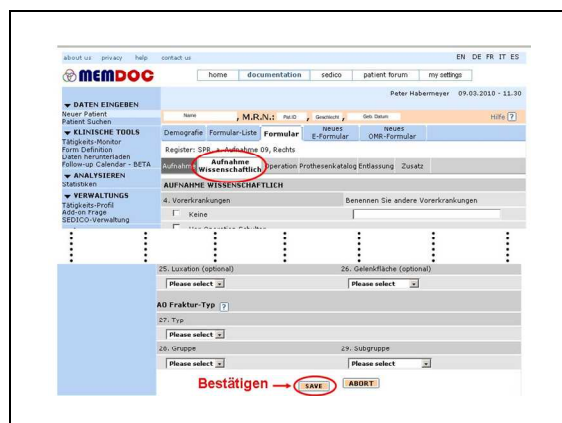 about us privacy help contact us EN DE FR IT ES
MEMDOC home documentation sedico patient forum my settings
Peter Habermeyer 09.03.2010 - 11.30
DATEN EINGEBEN
Neuer Patient
Patient Suchen
Name , M.R.N.: Pat.ID , Geschlecht , Geb. Datum Hilfe ?
KLINISCHE TOOLS
Tätigkeits-Monitor
Form Definition
Daten herunterladen
Follow-up Calendar - BETA
Demografie Formular-Liste Formular Neues E-Formular Neues OMR-Formular
Register: SPR, Aufnahme 09, Rechts
ANALYSIEREN
Statistiken
Aufnahme Aufnahme Wissenschaftlich Operation Prothesenkatalog Entlassung Zusatz
VERWALTUNGS
Tätigkeits-Profil
Add-on Frage
SEDICO-Verwaltung
AUFNAHME WISSENSCHAFTLICH
4. Vorerkrankungen Benennen Sie andere Vorerkrankungen
Keine
25. Luxation (optional) 26. Gelenkfläche (optional)
Please select Please select
AO Fraktur-Typ ?
27. Typ
Please select
28. Gruppe 29. Subgruppe
Please select Please select
Bestätigen SAVE ABORT